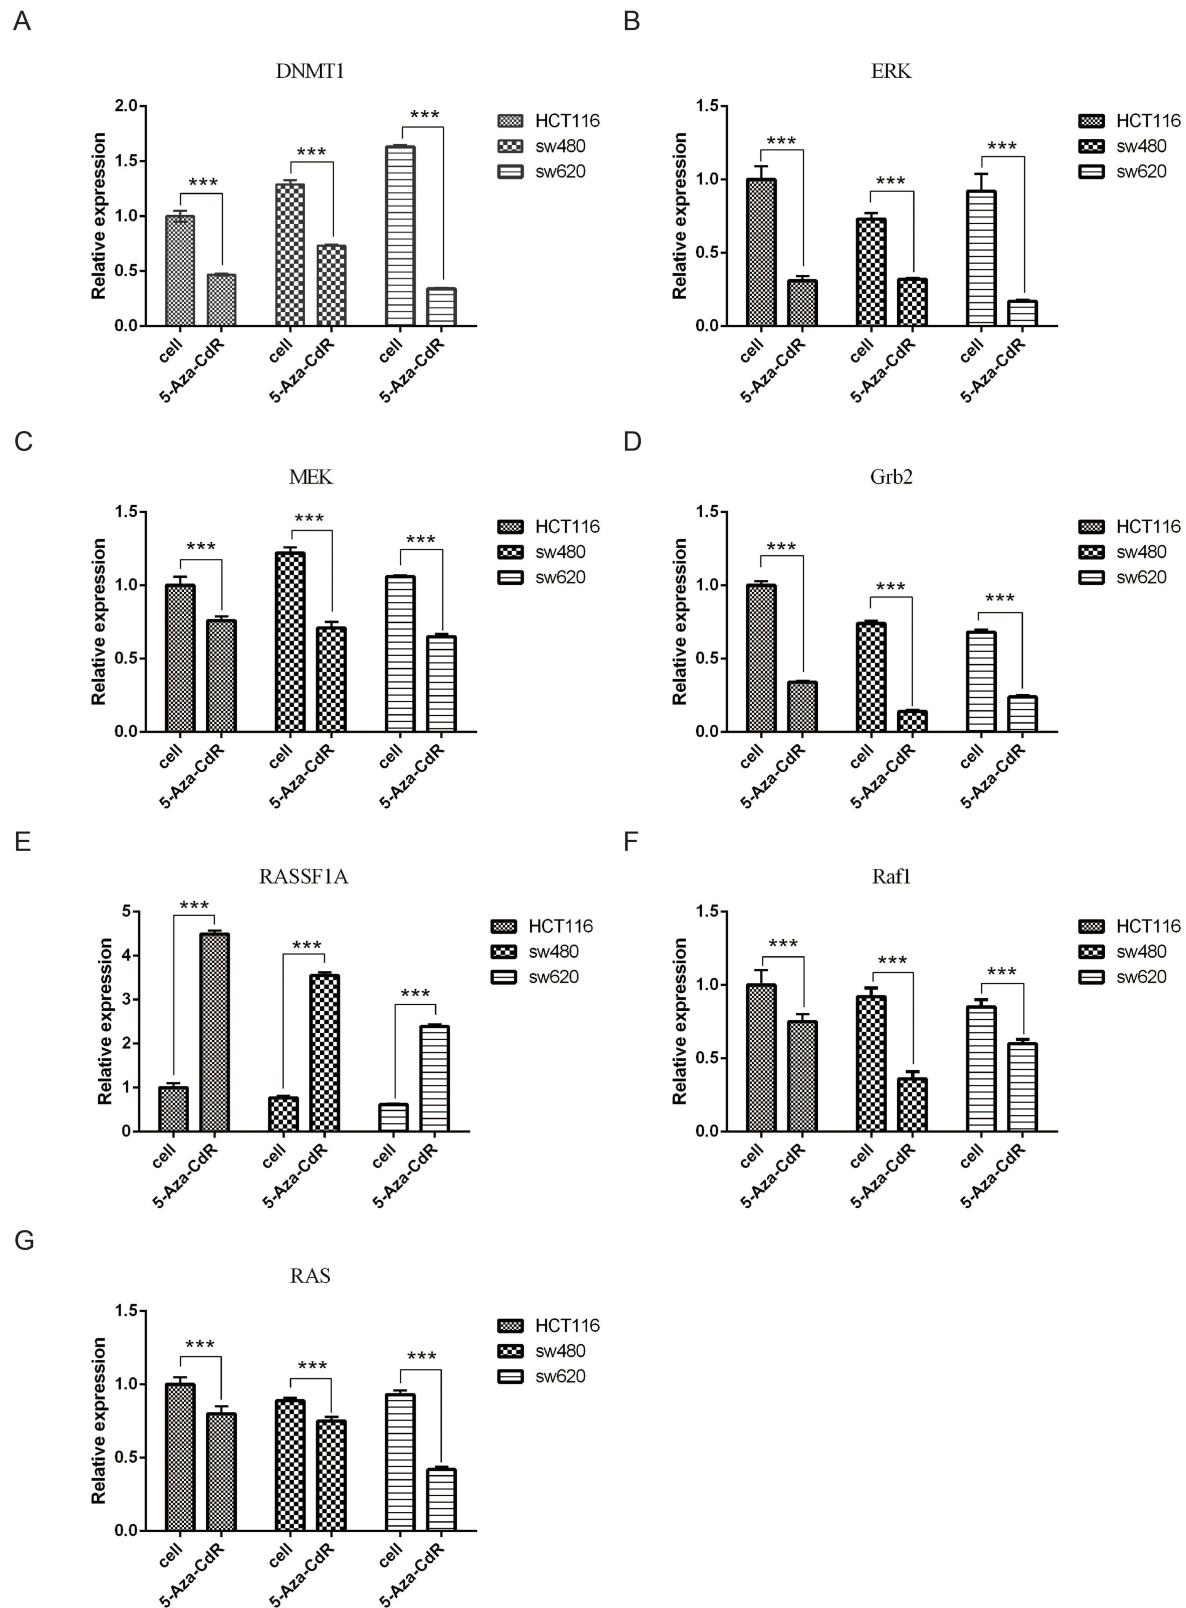 A
DNMT1
Relative expression
2.0
1.5
1.0
0.5
0.0
*** *** ***
cell 5-Aza-CdR cell 5-Aza-CdR cell 5-Aza-CdR
HCT116
sw480
sw620
B
ERK
Relative expression
1.5
1.0
0.5
0.0
*** *** ***
cell 5-Aza-CdR cell 5-Aza-CdR cell 5-Aza-CdR
HCT116
sw480
sw620
C
MEK
Relative expression
1.5
1.0
0.5
0.0
*** *** ***
cell 5-Aza-CdR cell 5-Aza-CdR cell 5-Aza-CdR
HCT116
sw480
sw620
D
Grb2
Relative expression
1.5
1.0
0.5
0.0
*** *** ***
cell 5-Aza-CdR cell 5-Aza-CdR cell 5-Aza-CdR
HCT116
sw480
sw620
E
RASSF1A
Relative expression
5
4
3
2
1
0
*** *** ***
cell 5-Aza-CdR cell 5-Aza-CdR cell 5-Aza-CdR
HCT116
sw480
sw620
F
Raf1
Relative expression
1.5
1.0
0.5
0.0
*** *** ***
cell 5-Aza-CdR cell 5-Aza-CdR cell 5-Aza-CdR
HCT116
sw480
sw620
G
RAS
Relative expression
1.5
1.0
0.5
0.0
*** *** ***
cell 5-Aza-CdR cell 5-Aza-CdR cell 5-Aza-CdR
HCT116
sw480
sw620